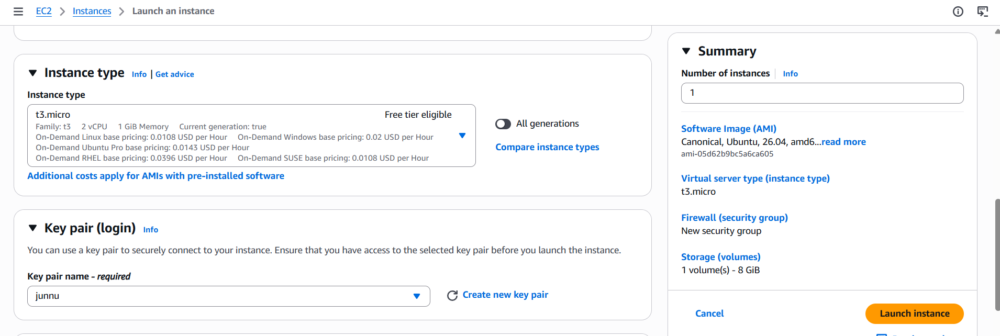 EC2 > Instances > Launch an instance
Instance type Info | Get advice
Instance type
t3.micro Free tier eligible
Family: t3 2 vCPU 1 GiB Memory Current generation: true
On-Demand Linux base pricing: 0.0108 USD per Hour On-Demand Windows base pricing: 0.02 USD per Hour
On-Demand Ubuntu Pro base pricing: 0.0143 USD per Hour
On-Demand RHEL base pricing: 0.0396 USD per Hour On-Demand SUSE base pricing: 0.0108 USD per Hour
All generations
Compare instance types
Additional costs apply for AMIs with pre-installed software
Key pair (login) Info
You can use a key pair to securely connect to your instance. Ensure that you have access to the selected key pair before you launch the instance.
Key pair name - required
junnu
Create new key pair
Summary
Number of instances Info
1
Software Image (AMI)
Canonical, Ubuntu, 26.04, amd6...read more
ami-05d62b9bc5a6ca605
Virtual server type (instance type)
t3.micro
Firewall (security group)
New security group
Storage (volumes)
1 volume(s) - 8 GiB
Cancel
Launch instance